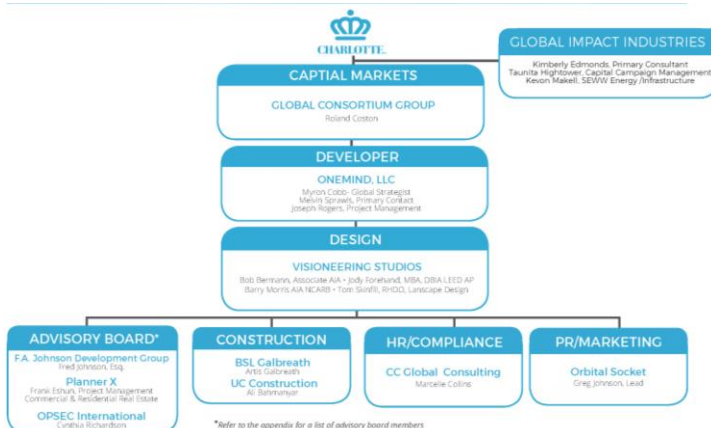 CHARLOTTE.
GLOBAL IMPACT INDUSTRIES
Kimberly Edmonds, Primary Consultant
Taunita Hightower, Capital Campaign Management
Kevon Makell, SEWW Energy /Infrastructure
CAPTIAL MARKETS
GLOBAL CONSORTIUM GROUP
Roland Coston
DEVELOPER
ONEMIND, LLC
Myron Cobb- Global Strategist
Melvin Sprawls, Primary Contact
Joseph Rogers, Project Management
DESIGN
VISIONEERING STUDIOS
Bob Bermann, Associate AIA • Jody Forehand, MBA, DBIA LEED AP
Barry Morris AIA NCARB • Tom Skinfill, Lanscape Design
ADVISORY BOARD*
F.A. Johnson Development Group
Fred Johnson, Esq.
Planner X
Frank Eshun, Project Management
Commercial & Residential Real Estate
OPSEC International
Cynthia Richardson
CONSTRUCTION
BSL Galbreath
Artis Galbreath
UC Construction
Ali Bahmanyar
HR/COMPLIANCE
CC Global Consulting
Marcelle Collins
PR/MARKETING
Orbital Socket
Greg Johnson, Lead
*Refer to the appendix for a list of advisory board members